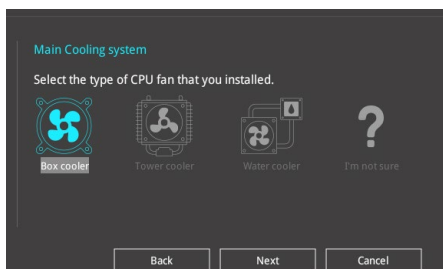 Main Cooling system
Select the type of CPU fan that you installed.
Box cooler
Tower cooler
Water cooler
I'm not sure
Back
Next
Cancel